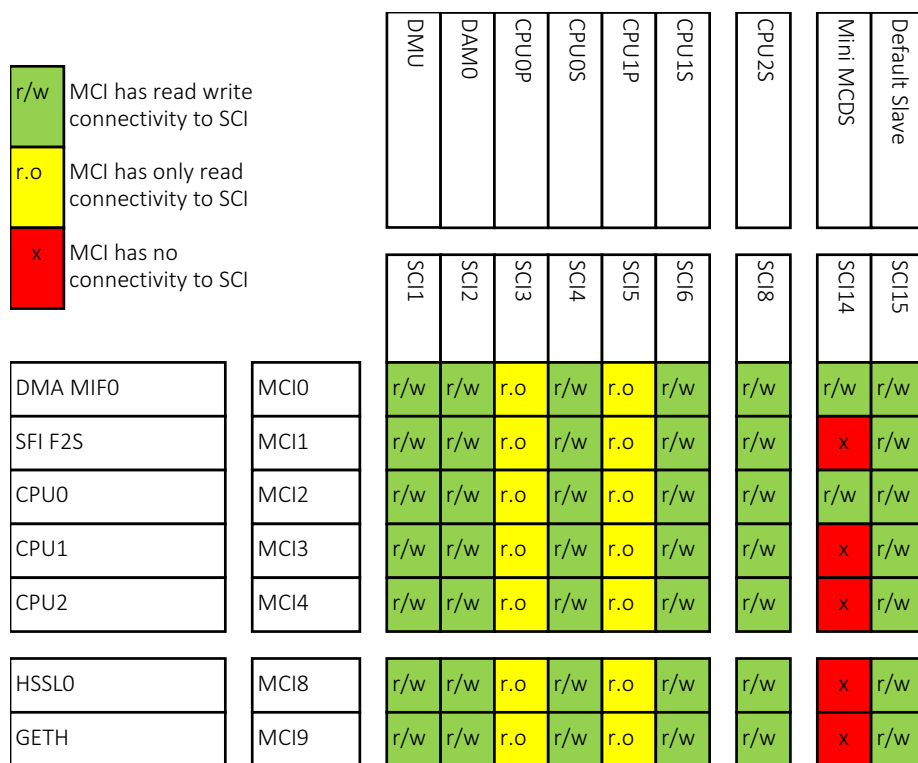 DMU DAM0 CPU0P CPU0S CPU1P CPU1S CPU2S Mini MCDS Default Slave
r/w MCI has read write
connectivity to SCI
r.o MCI has only read
connectivity to SCI
x MCI has no
connectivity to SCI
SCI1 SCI2 SCI3 SCI4 SCI5 SCI6 SCI8 SCI14 SCI15
DMA MIF0 MCI0 r/w r/w r.o r/w r.o r/w r/w r/w r/w
SFI F2S MCI1 r/w r/w r.o r/w r.o r/w r/w x r/w
CPU0 MCI2 r/w r/w r.o r/w r.o r/w r/w r/w r/w
CPU1 MCI3 r/w r/w r.o r/w r.o r/w r/w x r/w
CPU2 MCI4 r/w r/w r.o r/w r.o r/w r/w x r/w
HSSL0 MCI8 r/w r/w r.o r/w r.o r/w r/w x r/w
GETH MCI9 r/w r/w r.o r/w r.o r/w r/w x r/w